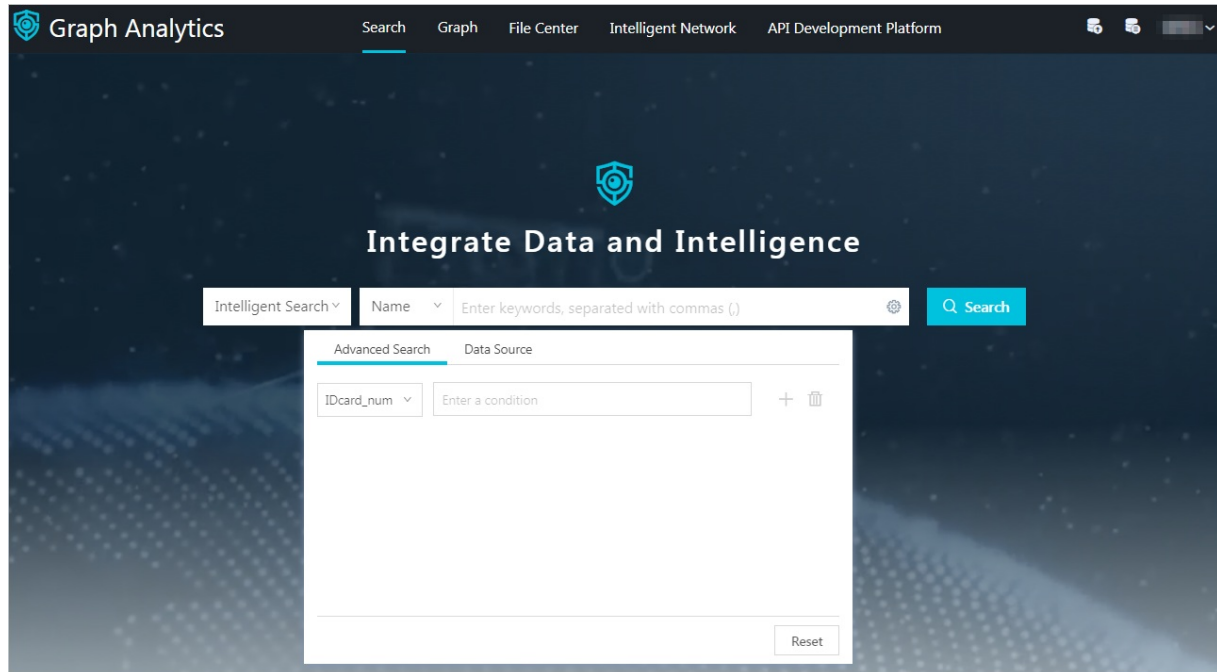 Graph Analytics Search Graph File Center Intelligent Network API Development Platform
Integrate Data and Intelligence
Intelligent Search Name Enter keywords, separated with commas (,) Search
Advanced Search Data Source
IDcard_num Enter a condition
Reset